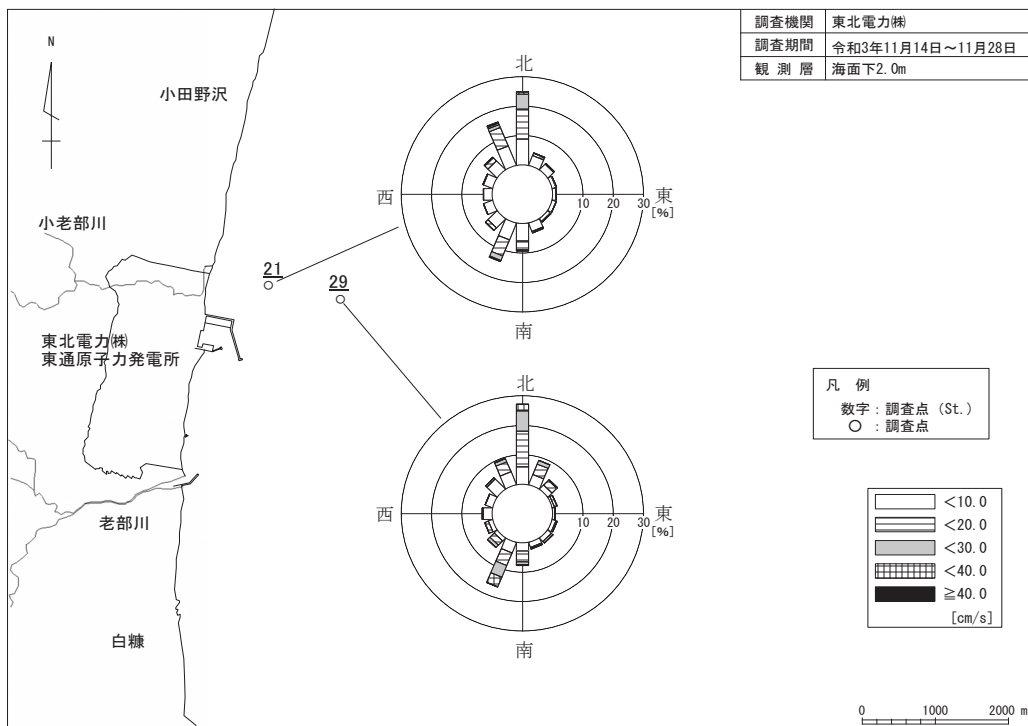 調査機関 東北電力㈱
調査期間 令和3年11月14日～11月28日
観測層 海面下2.0m
N
小田野沢
小老部川
21
29
東北電力㈱
東通原子力発電所
老部川
白糠
北
西
東
10 20 30
[%]
南
北
西
東
10 20 30
[%]
南
凡 例
数字：調査点 (St.)
○ ：調査点
＜10.0
＜20.0
＜30.0
＜40.0
≧40.0
[cm/s]
0 1000 2000 m